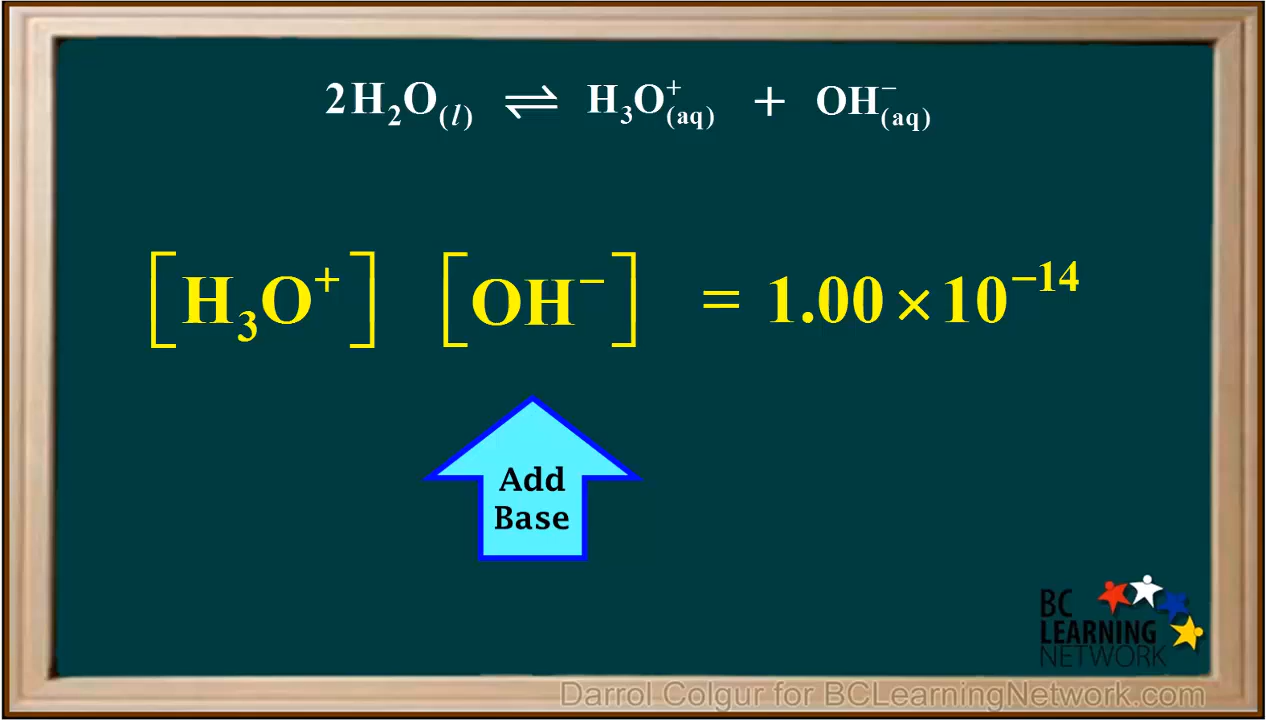 2H₂O₍ₗ₎ ⇌ H₃O⁺(aq) + OH⁻(aq)
[H₃O⁺] [OH⁻] = 1.00 × 10⁻¹⁴
Add
Base
BC
LEARNING
NETWORK
Darrol Colgur for BCLearningNetwork.com